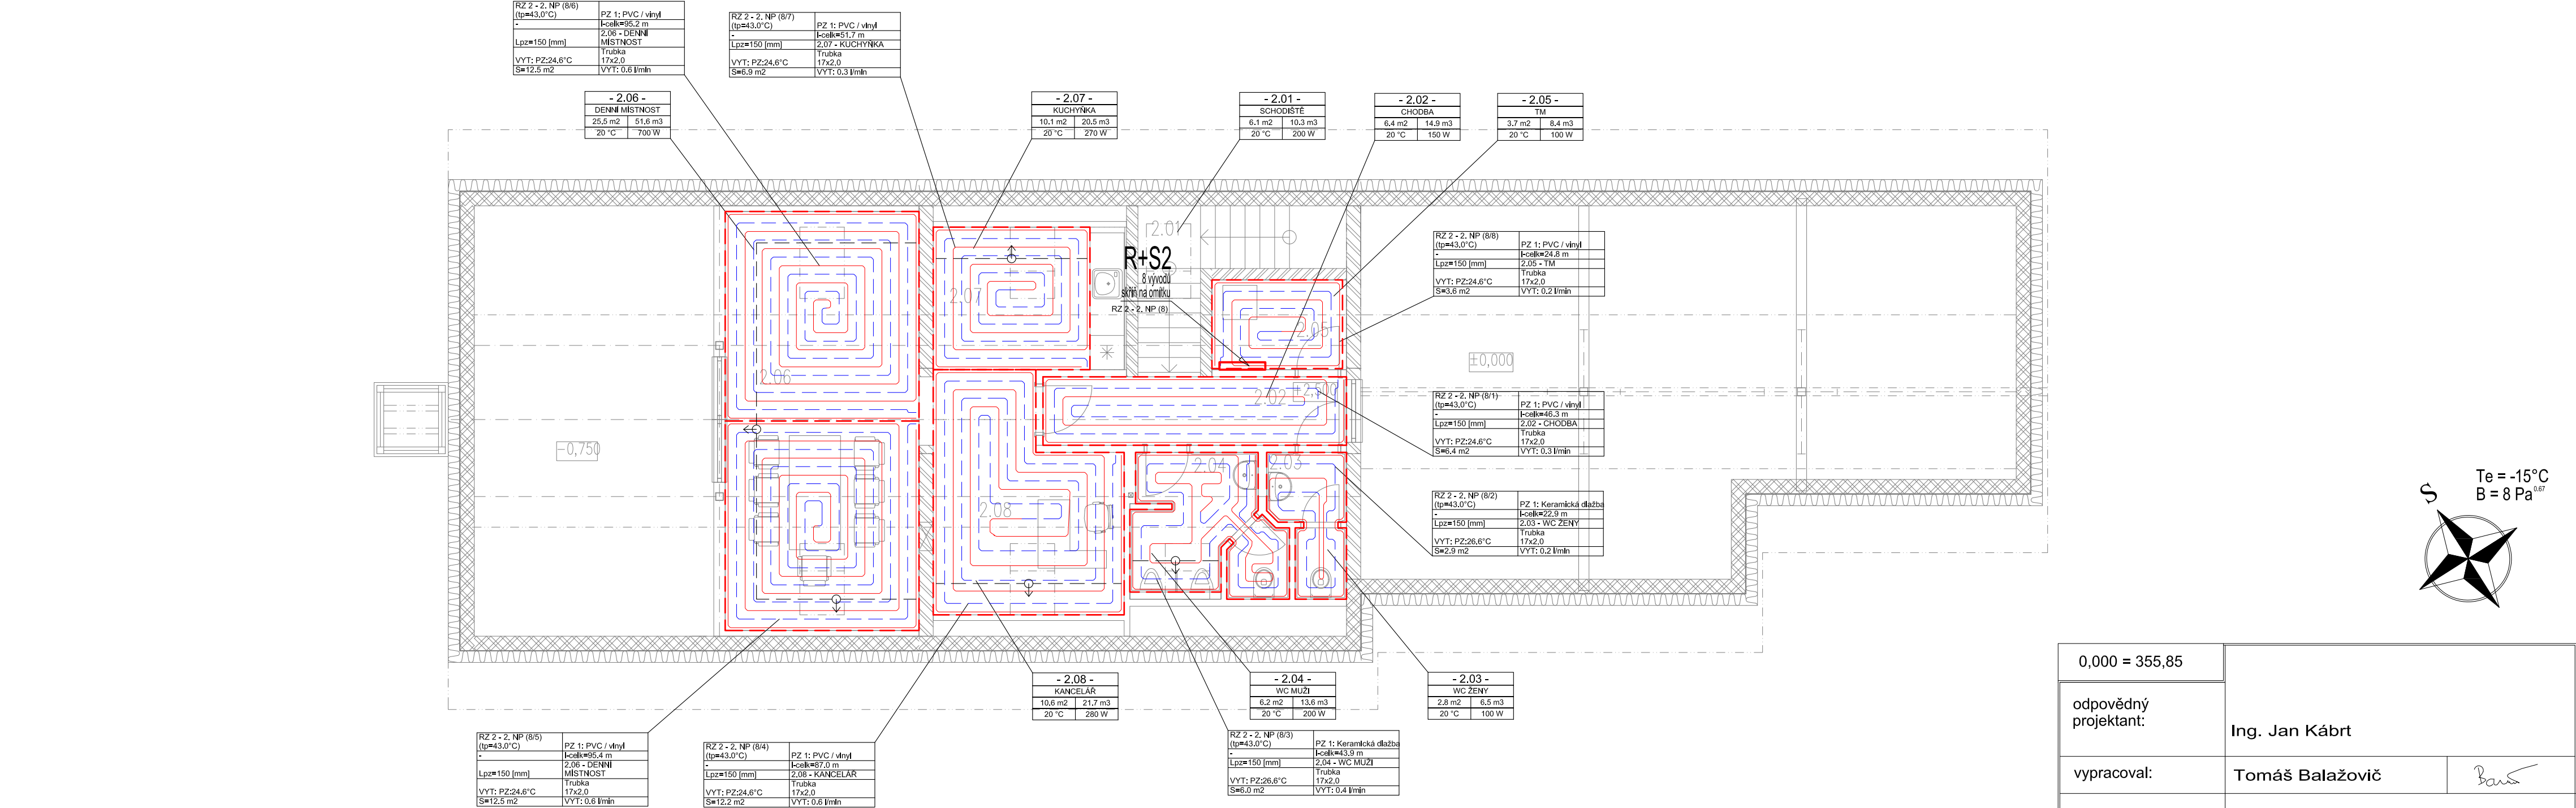 RZ 2 - 2. NP (8/6)
(tp=43,0°C) PZ 1: PVC / vinyl
- l-celk=95.2 m
2.06 - DENNÍ
Lpz=150 [mm] MÍSTNOST
Trubka
VYT: PZ:24,6°C 17x2,0
S=12.5 m2 VYT: 0.6 l/min
RZ 2 - 2. NP (8/7)
(tp=43,0°C) PZ 1: PVC / vinyl
- l-celk=51.7 m
Lpz=150 [mm] 2.07 - KUCHYŇKA
Trubka
VYT: PZ:24,6°C 17x2,0
S=6.9 m2 VYT: 0.3 l/min
- 2.06 -
DENNÍ MÍSTNOST
25,5 m2 51,6 m3
20 °C 700 W
- 2.07 -
KUCHYŇKA
10.1 m2 20.5 m3
20 °C 270 W
- 2.01 -
SCHODIŠTĚ
6.1 m2 10.3 m3
20 °C 200 W
- 2.02 -
CHODBA
6.4 m2 14.9 m3
20 °C 150 W
- 2.05 -
TM
3.7 m2 8.4 m3
20 °C 100 W
2.01
R+S2
8 vývodů
skříň na omítku
RZ 2 - 2. NP (8)
2.07
2.05
2.06
2.02
±0,000
-0,750
2.04
2.03
2.08
RZ 2 - 2. NP (8/8)
(tp=43,0°C) PZ 1: PVC / vinyl
- l-celk=24.8 m
Lpz=150 [mm] 2.05 - TM
Trubka
VYT: PZ:24,6°C 17x2,0
S=3.6 m2 VYT: 0.2 l/min
RZ 2 - 2. NP (8/1)
(tp=43,0°C) PZ 1: PVC / vinyl
- l-celk=46.3 m
Lpz=150 [mm] 2.02 - CHODBA
Trubka
VYT: PZ:24,6°C 17x2,0
S=6.4 m2 VYT: 0.3 l/min
RZ 2 - 2. NP (8/2)
(tp=43,0°C) PZ 1: Keramická dlažba
- l-celk=22.9 m
Lpz=150 [mm] 2.03 - WC ŽENY
Trubka
VYT: PZ:26,6°C 17x2,0
S=2.9 m2 VYT: 0.2 l/min
S
Te = -15°C
B = 8 Pa0.67
- 2.08 -
KANCELÁŘ
10,6 m2 21,7 m3
20 °C 280 W
- 2.04 -
WC MUŽI
6.2 m2 13.6 m3
20 °C 200 W
- 2.03 -
WC ŽENY
2.8 m2 6.5 m3
20 °C 100 W
RZ 2 - 2. NP (8/5)
(tp=43,0°C) PZ 1: PVC / vinyl
- l-celk=95.4 m
2.06 - DENNÍ
Lpz=150 [mm] MÍSTNOST
Trubka
VYT: PZ:24,6°C 17x2,0
S=12.5 m2 VYT: 0.6 l/min
RZ 2 - 2. NP (8/4)
(tp=43,0°C) PZ 1: PVC / vinyl
- l-celk=87.0 m
Lpz=150 [mm] 2.08 - KANCELÁŘ
Trubka
VYT: PZ:24,6°C 17x2,0
S=12.2 m2 VYT: 0.6 l/min
RZ 2 - 2. NP (8/3)
(tp=43,0°C) PZ 1: Keramická dlažba
- l-celk=43,9 m
Lpz=150 [mm] 2.04 - WC MUŽI
Trubka
VYT: PZ:26,6°C 17x2,0
S=6.0 m2 VYT: 0.4 l/min
0,000 = 355,85
odpovědný
projektant: Ing. Jan Kábrt
vypracoval: Tomáš Balažovič